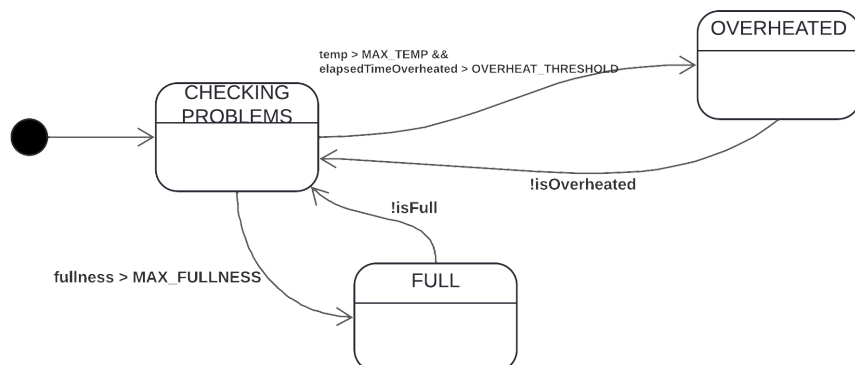 OVERHEATED
temp > MAX_TEMP &&
elapsedTimeOverheated > OVERHEAT_THRESHOLD
CHECKING
PROBLEMS
!isOverheated
!isFull
fullness > MAX_FULLNESS
FULL